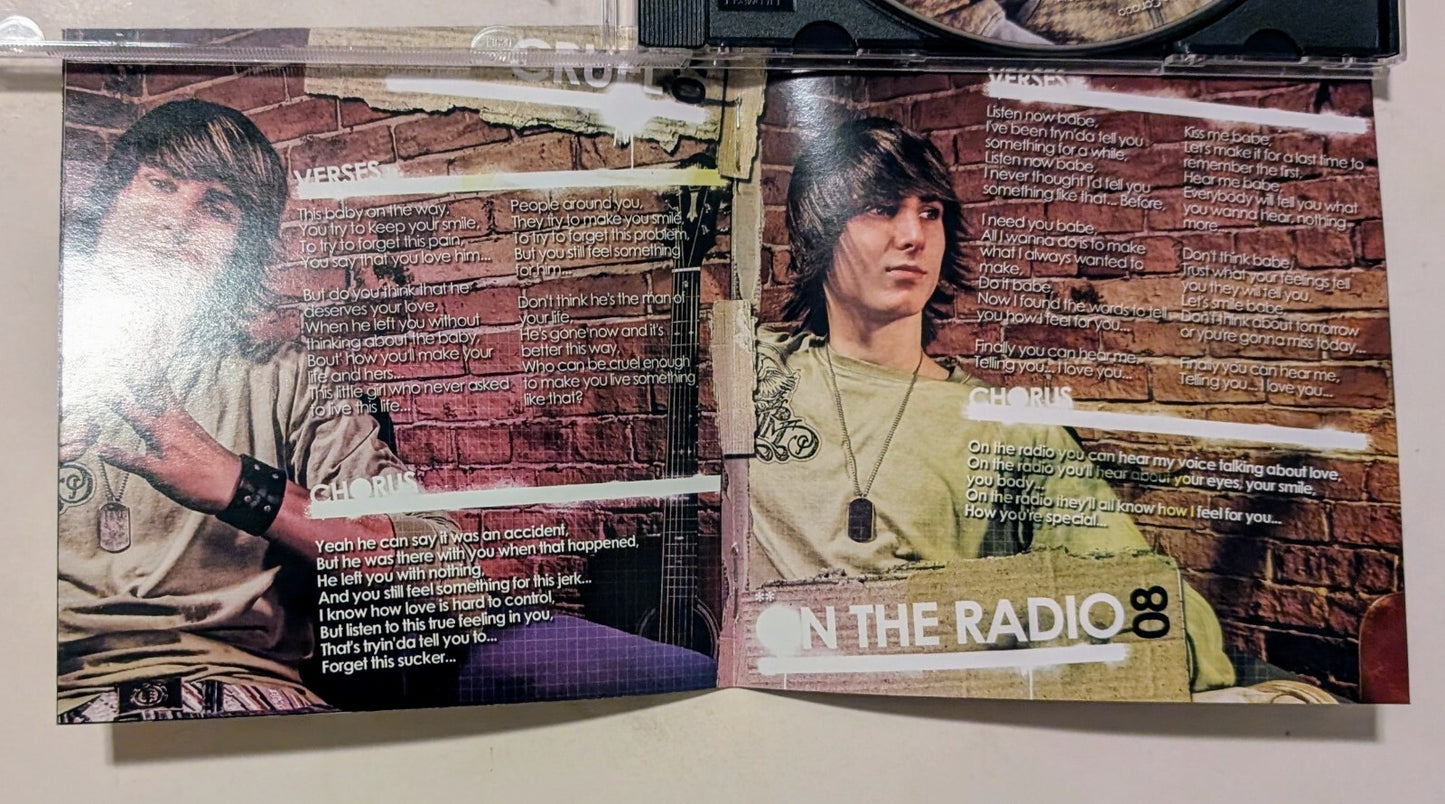 CRUEL
VERSES
This baby on the way,
You try to keep your smile,
To try to forget this pain,
You say that you love him...
But do you think that he
deserves your love,
When he left you without
thinking about the baby,
Bout' How you'll make your
life and hers...
This little girl who never asked
to live this life...
People around you,
They try to make you smile,
To try to forget this problem,
But you still feel something
for him...
Don't think he's the man of
your life,
He's gone now and it's
better this way,
Who can be cruel enough
to make you live something
like that?
CHORUS
Yeah he can say it was an accident,
But he was there with you when that happened,
He left you with nothing,
And you still feel something for this jerk...
I know how love is hard to control,
But listen to this true feeling in you,
That's tryin'da tell you to...
Forget this sucker...
VERSES
Listen now babe,
I've been tryn'da tell you
something for a while,
Listen now babe,
I never thought I'd tell you
something like that... Before,
I need you babe,
All I wanna do is to make
what I always wanted to
make,
Do it babe,
Now I found the words to tell
you how I feel for you...
Finally you can hear me,
Telling you... I love you...
Kiss me babe,
Let's make it for a last time to
remember the first,
Hear me babe,
Everybody will tell you what
you wanna hear, nothing
more...
Don't think babe,
Trust what your feelings tell
you they will tell you,
Let's smile babe,
Don't think about tomorrow
or you're gonna miss today...
Finally you can hear me,
Telling you... I love you...
CHORUS
On the radio you can hear my voice talking about love,
On the radio you'll hear about your eyes, your smile,
you body...
On the radio they'll all know how I feel for you...
How you're special...
**
ON THE RADIO 08